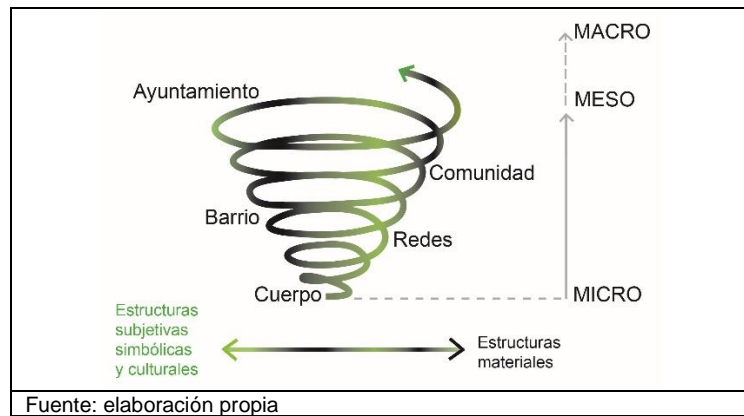 MACRO
Ayuntamiento
MESO
Comunidad
Barrio
Redes
Cuerpo
MICRO
Estructuras
subjetivas
simbólicas
y culturales
Estructuras
materiales
Fuente: elaboración propia